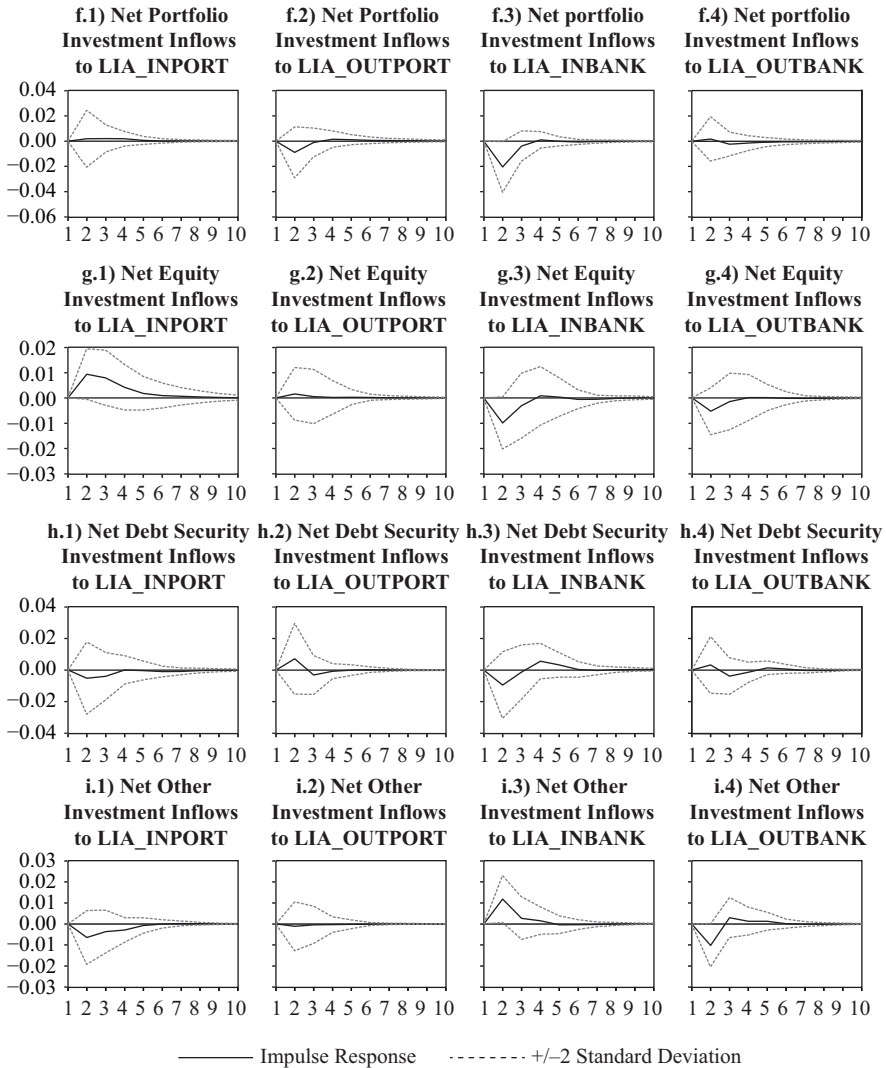 f.1) Net Portfolio
Investment Inflows
to LIA_INPORT
f.2) Net Portfolio
Investment Inflows
to LIA_OUTPORT
f.3) Net portfolio
Investment Inflows
to LIA_INBANK
f.4) Net portfolio
Investment Inflows
to LIA_OUTBANK
0.04
0.02
0.00
−0.02
−0.04
−0.06
1 2 3 4 5 6 7 8 9 10
1 2 3 4 5 6 7 8 9 10
1 2 3 4 5 6 7 8 9 10
1 2 3 4 5 6 7 8 9 10
g.1) Net Equity
Investment Inflows
to LIA_INPORT
g.2) Net Equity
Investment Inflows
to LIA_OUTPORT
g.3) Net Equity
Investment Inflows
to LIA_INBANK
g.4) Net Equity
Investment Inflows
to LIA_OUTBANK
0.02
0.01
0.00
−0.01
−0.02
−0.03
1 2 3 4 5 6 7 8 9 10
1 2 3 4 5 6 7 8 9 10
1 2 3 4 5 6 7 8 9 10
1 2 3 4 5 6 7 8 9 10
h.1) Net Debt Security
Investment Inflows
to LIA_INPORT
h.2) Net Debt Security
Investment Inflows
to LIA_OUTPORT
h.3) Net Debt Security
Investment Inflows
to LIA_INBANK
h.4) Net Debt Security
Investment Inflows
to LIA_OUTBANK
0.04
0.02
0.00
−0.02
−0.04
1 2 3 4 5 6 7 8 9 10
1 2 3 4 5 6 7 8 9 10
1 2 3 4 5 6 7 8 9 10
1 2 3 4 5 6 7 8 9 10
i.1) Net Other
Investment Inflows
to LIA_INPORT
i.2) Net Other
Investment Inflows
to LIA_OUTPORT
i.3) Net Other
Investment Inflows
to LIA_INBANK
i.4) Net Other
Investment Inflows
to LIA_OUTBANK
0.03
0.02
0.01
0.00
−0.01
−0.02
−0.03
1 2 3 4 5 6 7 8 9 10
1 2 3 4 5 6 7 8 9 10
1 2 3 4 5 6 7 8 9 10
1 2 3 4 5 6 7 8 9 10
Impulse Response
+/−2 Standard Deviation